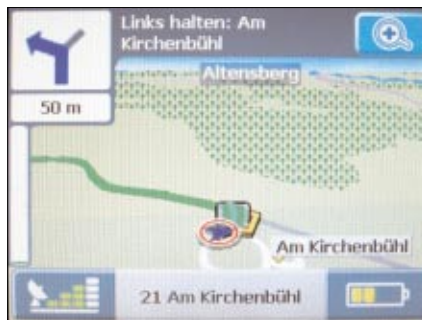 Links halten: Am
Kirchenbühl
50 m
Altensberg
Am Kirchenbühl
21 Am Kirchenbühl